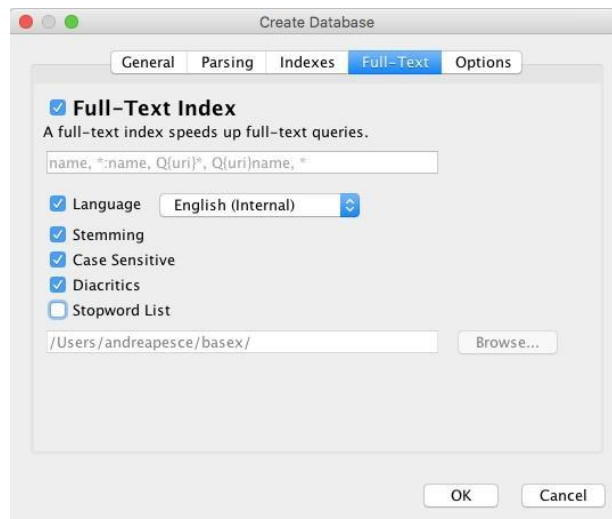 Create Database
General Parsing Indexes Full-Text Options
Full-Text Index
A full-text index speeds up full-text queries.
name, *:name, Q{uri}*, Q{uri}name, *
Language English (Internal)
Stemming
Case Sensitive
Diacritics
Stopword List
/Users/andreapesce/basex/ Browse...
OK Cancel